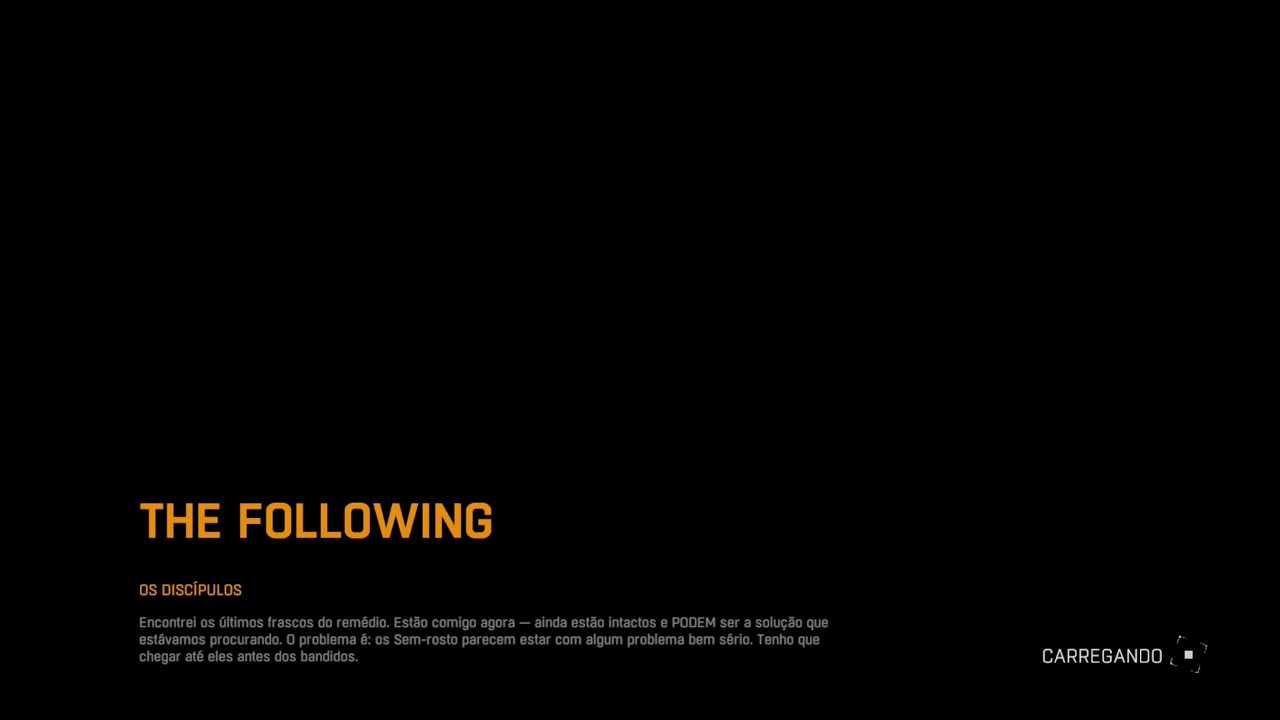 THE FOLLOWING
OS DISCÍPULOS
Encontrei os últimos frascos do remédio. Estão comigo agora — ainda estão intactos e PODEM ser a solução que
estávamos procurando. O problema é: os Sem-rosto parecem estar com algum problema bem sério. Tenho que
chegar até eles antes dos bandidos.
CARREGANDO